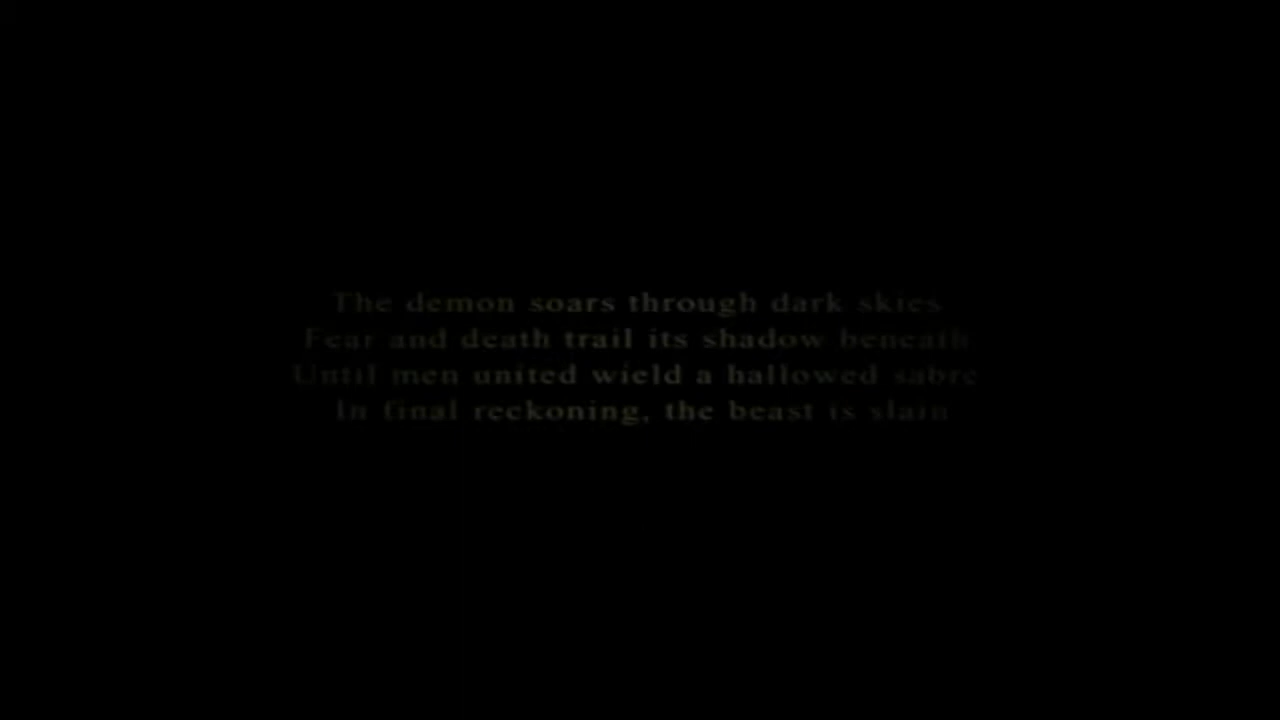 The demon soars through dark skies
Fear and death trail its shadow beneath
Until men united wield a hallowed sabre
In final reckoning, the beast is slain